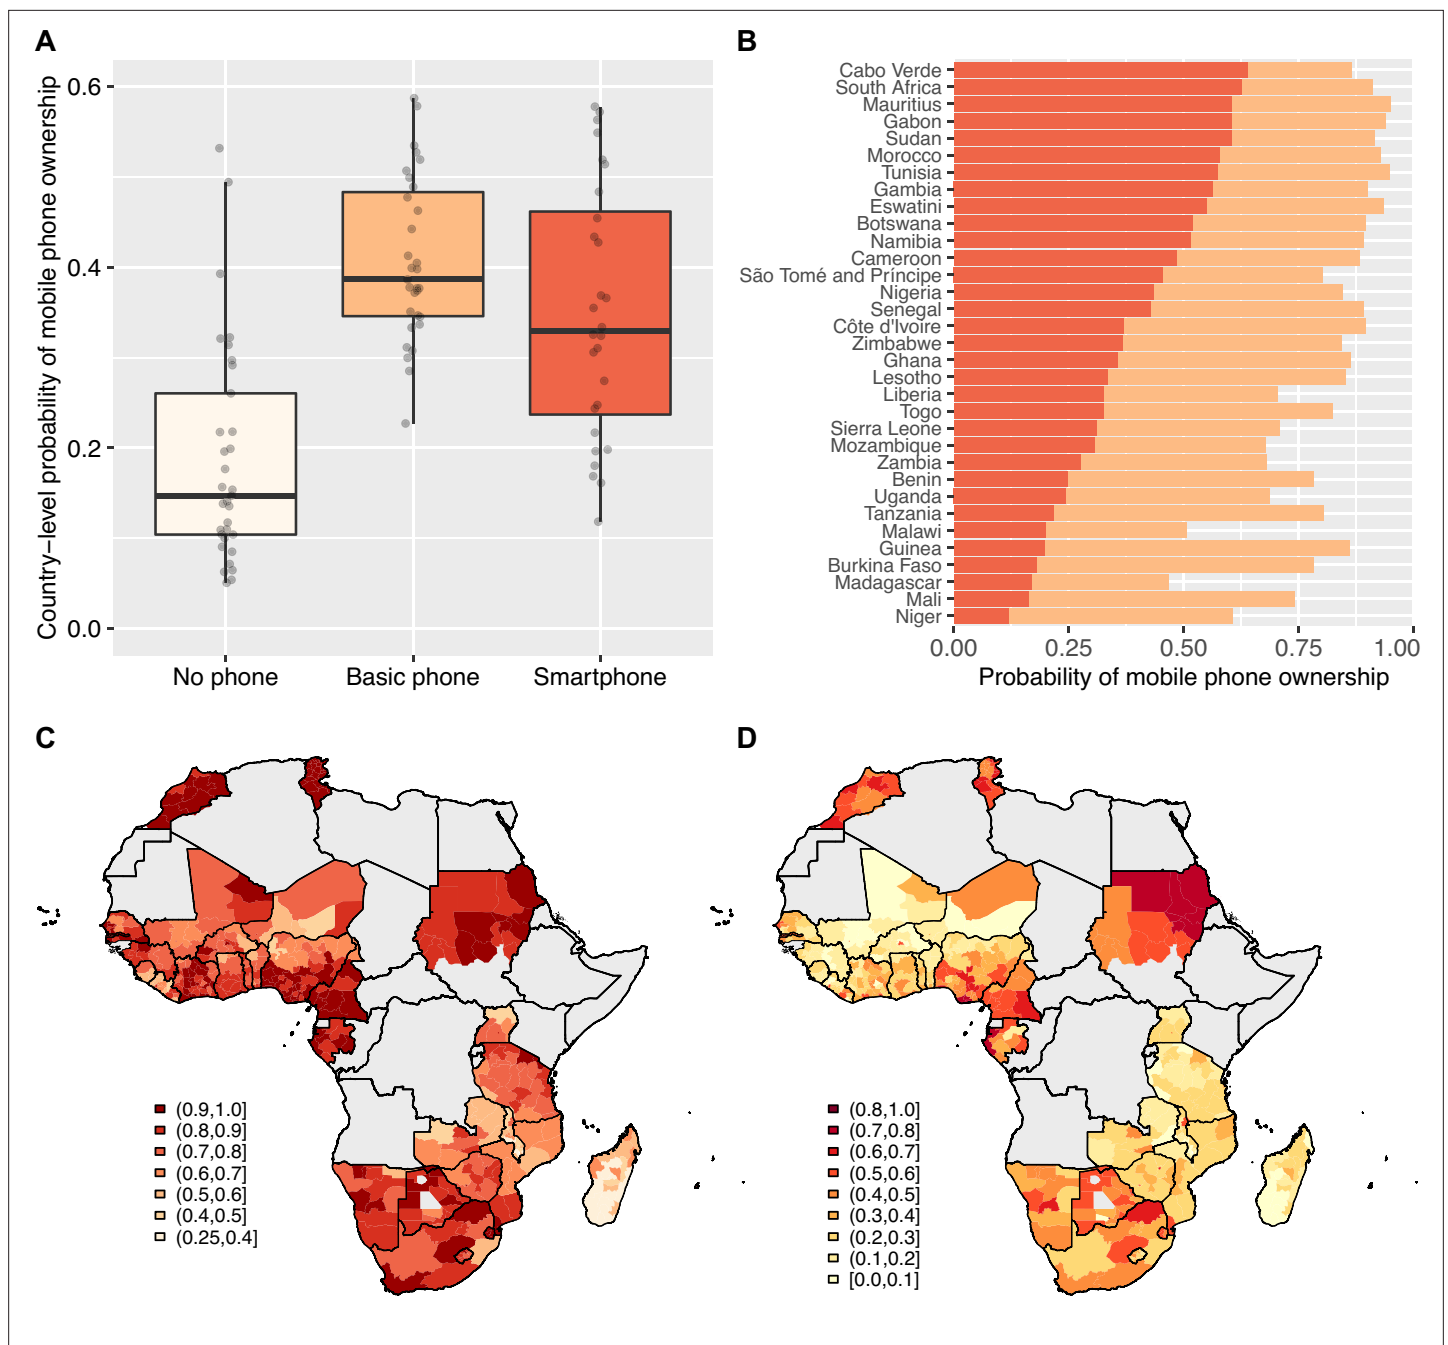 A
Country−level probability of mobile phone ownership
0.6
0.4
0.2
0.0
No phone
Basic phone
Smartphone
B
Cabo Verde
South Africa
Mauritius
Gabon
Sudan
Morocco
Tunisia
Gambia
Eswatini
Botswana
Namibia
Cameroon
São Tomé and Príncipe
Nigeria
Senegal
Côte d'Ivoire
Zimbabwe
Ghana
Lesotho
Liberia
Togo
Sierra Leone
Mozambique
Zambia
Benin
Uganda
Tanzania
Malawi
Guinea
Burkina Faso
Madagascar
Mali
Niger
0.00
0.25
0.50
0.75
1.00
Probability of mobile phone ownership
C
(0.9,1.0]
(0.8,0.9]
(0.7,0.8]
(0.6,0.7]
(0.5,0.6]
(0.4,0.5]
(0.25,0.4]
D
(0.8,1.0]
(0.7,0.8]
(0.6,0.7]
(0.5,0.6]
(0.4,0.5]
(0.3,0.4]
(0.2,0.3]
(0.1,0.2]
[0.0,0.1]